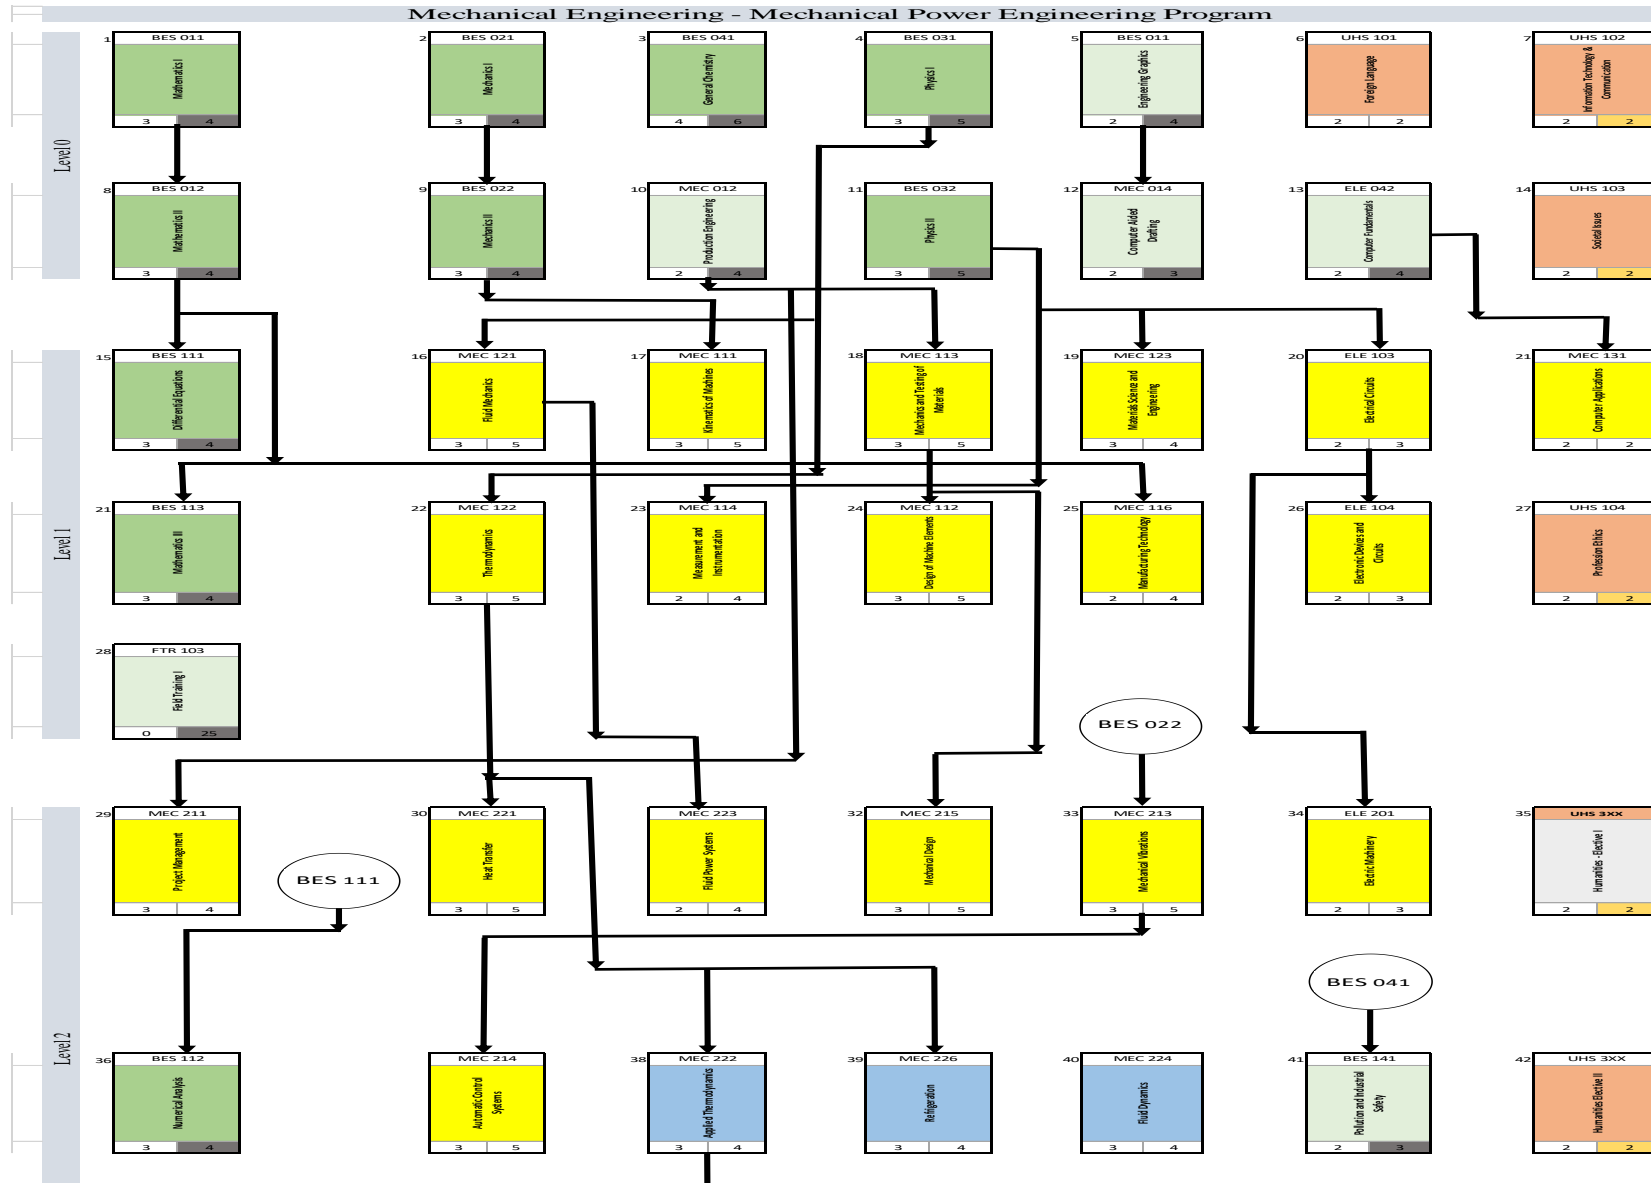 Mechanical Engineering - Mechanical Power Engineering Program
Level 0
1 BES 011
Mathematics I
3 4
2 BES 021
Mechanics I
3 4
3 BES 041
General Chemistry
4 6
4 BES 031
Physics I
3 5
5 BES 011
Engineering Graphics
2 4
6 UHS 101
Foreign Language
2 2
7 UHS 102
Information Technology &
Communication
2 2
8 BES 012
Mathematics II
3 4
9 BES 022
Mechanics II
3 4
10 MEC 012
Production Engineering
2 4
11 BES 032
Physics II
3 5
12 MEC 014
Computer Aided
Drafting
2 3
13 ELE 042
Computer Fundamentals
2 4
14 UHS 103
Societal Issues
2 2
Level 1
15 BES 111
Differential Equations
3 4
16 MEC 121
Fluid Mechanics
3 5
17 MEC 111
Kinematics of Machines
3 5
18 MEC 113
Mechanics and Testing of
Materials
3 5
19 MEC 123
Materials Science and
Engineering
3 4
20 ELE 103
Electrical Circuits
2 3
21 MEC 131
Computer Applications
2 2
21 BES 113
Mathematics III
3 4
22 MEC 122
Thermodynamics
3 5
23 MEC 114
Measurement and
Instrumentation
2 4
24 MEC 112
Design of Machine Elements
3 5
25 MEC 116
Manufacturing Technology
2 4
26 ELE 104
Electronic Devices and
Circuits
2 3
27 UHS 104
Profession Ethics
2 2
28 FTR 103
Field Training I
0 25
BES 022
Level 2
29 MEC 211
Project Management
3 4
30 MEC 221
Heat Transfer
3 5
31 MEC 223
Fluid Power Systems
2 4
32 MEC 215
Mechanical Design
3 5
33 MEC 213
Mechanical Vibrations
3 5
34 ELE 201
Electric Machinery
2 3
35 UHS 3XX
Humanities - Elective I
2 2
BES 111
BES 041
36 BES 112
Numerical Analysis
3 4
MEC 214
Automatic Control
Systems
3 5
38 MEC 222
Applied Thermodynamics
3 4
39 MEC 226
Refrigeration
3 4
40 MEC 224
Fluid Dynamics
3 4
41 BES 141
Pollution and Industrial
Safety
2 3
42 UHS 3XX
Humanities Elective II
2 2